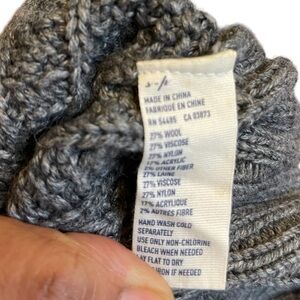 MADE IN CHINA
FABRIQUE EN CHINE
RN 54485 CA 03873
27% WOOL
27% VISCOSE
27% NYLON
17% ACRYLIC
2% OTHER FIBER
27% LAINE
27% VISCOSE
27% NYLON
17% ACRYLIQUE
2% AUTRES FIBRE
HAND WASH COLD
SEPARATELY
USE ONLY NON-CHLORINE
BLEACH WHEN NEEDED
LAY FLAT TO DRY
IRON IF NEEDED